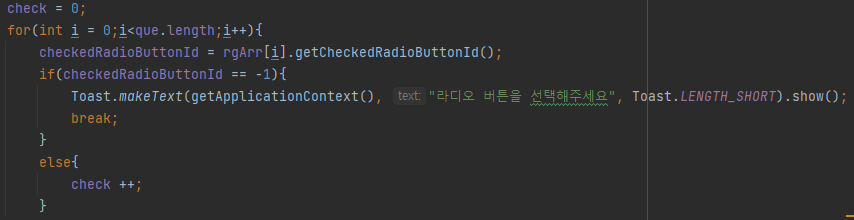 check = 0;
for(int i = 0;i<que.length;i++){
checkedRadioButtonId = rgArr[i].getCheckedRadioButtonId();
if(checkedRadioButtonId == -1){
Toast.makeText(getApplicationContext(), text: "라디오 버튼을 선택해주세요", Toast.LENGTH_SHORT).show();
break;
}
else{
check ++;
}